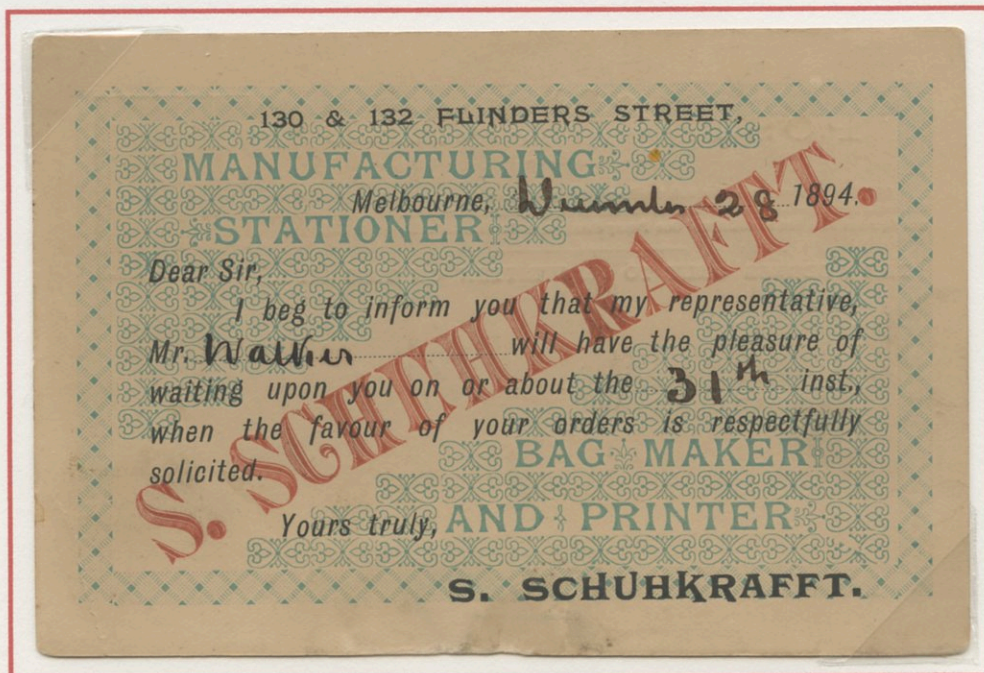 130 & 132 FLINDERS STREET,
MANUFACTURING
Melbourne, December 28 1894.
STATIONER
Dear Sir,
I beg to inform you that my representative,
Mr. Walker will have the pleasure of
waiting upon you on or about the 31th inst.,
when the favour of your orders is respectfully
solicited.
BAG MAKER
Yours truly, AND PRINTER
S. SCHUHKRAFFT.
S. SCHUHKRAFFT.